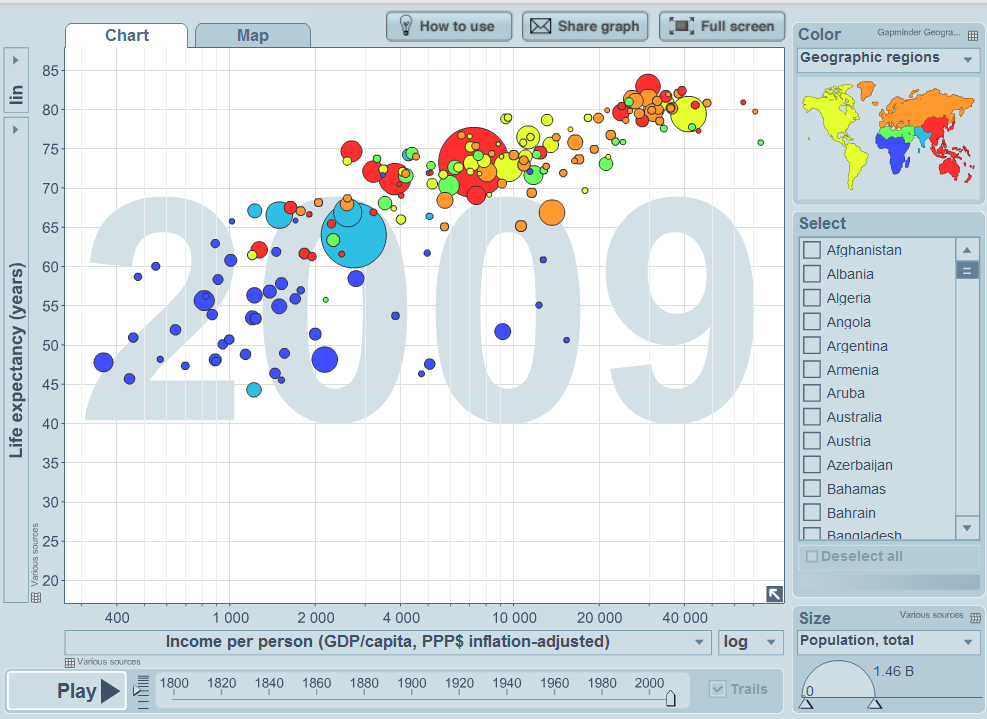 Chart
Map
How to use
Share graph
Full screen
Color
Gapminder Geogra...
Geographic regions
lin
Life expectancy (years)
Various sources
85
80
75
70
65
60
55
50
45
40
35
30
25
20
2009
400
1 000
2 000
4 000
10 000
20 000
40 000
Income per person (GDP/capita, PPP$ inflation-adjusted)
log
Various sources
Play
1800 1820 1840 1860 1880 1900 1920 1940 1960 1980 2000
Trails
Select
Afghanistan
Albania
Algeria
Angola
Argentina
Armenia
Aruba
Australia
Austria
Azerbaijan
Bahamas
Bahrain
Bangladesh
Deselect all
Size
Various sources
Population, total
1.46 B
0